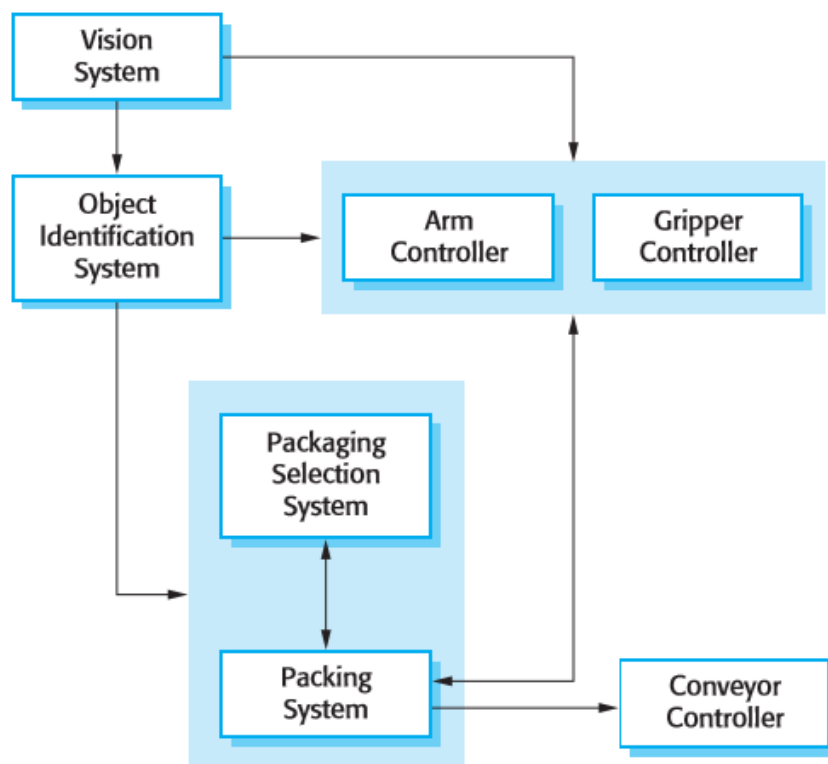 Vision
System
Object
Identification
System
Arm
Controller
Gripper
Controller
Packaging
Selection
System
Packing
System
Conveyor
Controller